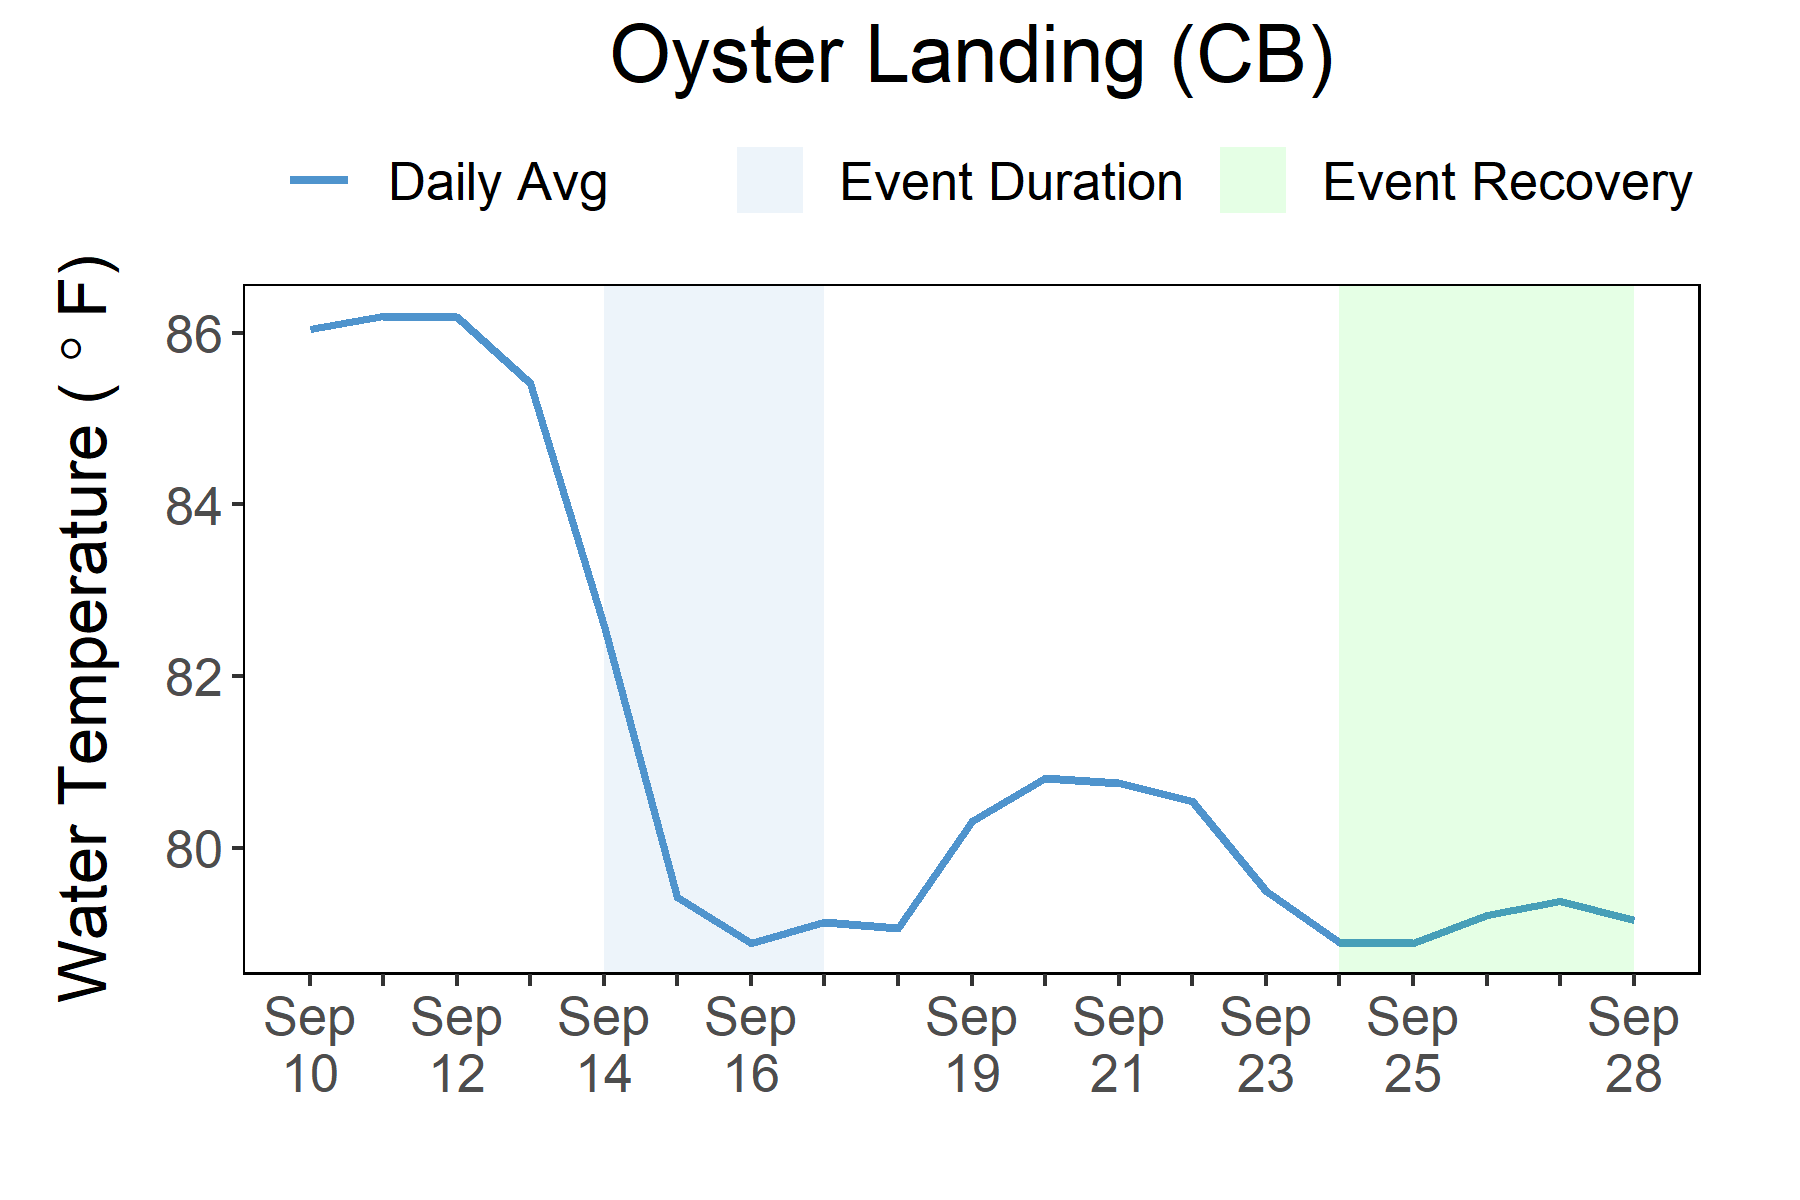 Oyster Landing (CB)
Daily Avg
Event Duration
Event Recovery
Water Temperature ( ° F)
86
84
82
80
Sep 10
Sep 12
Sep 14
Sep 16
Sep 19
Sep 21
Sep 23
Sep 25
Sep 28